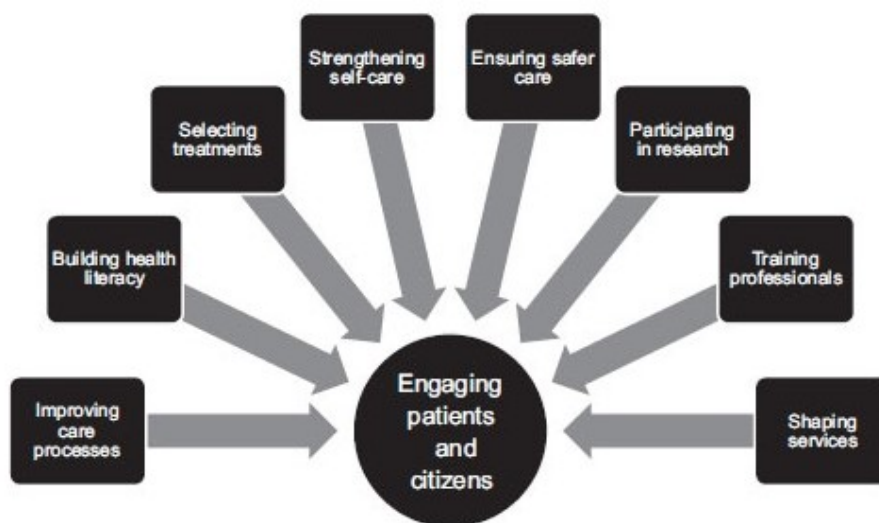 Strengthening
self-care
Ensuring safer
care
Selecting
treatments
Participating
in research
Building health
literacy
Training
professionals
Improving
care
processes
Engaging
patients
and
citizens
Shaping
services